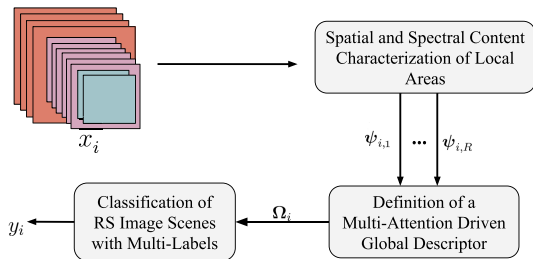 Spatial and Spectral Content
Characterization of Local
Areas
x_i
ψ_{i,1} ... ψ_{i,R}
Classification of
RS Image Scenes
with Multi-Labels
Definition of a
Multi-Attention Driven
Global Descriptor
Ω_i
y_i